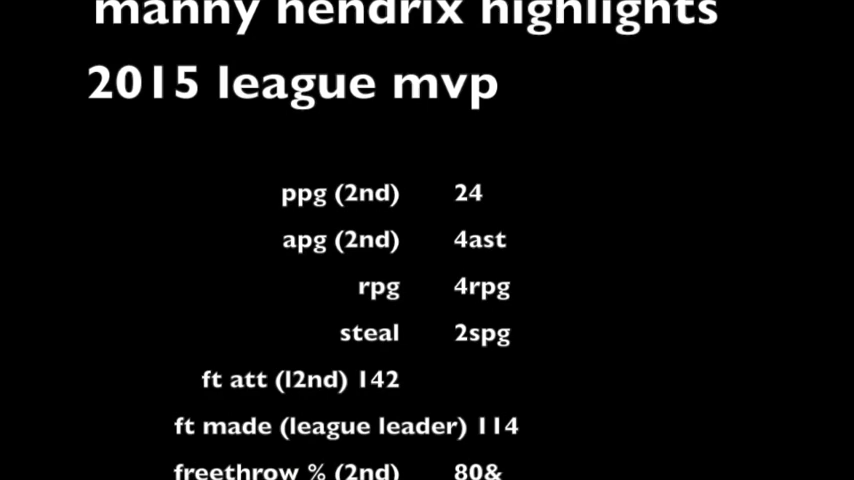 manny hendrix highlights
2015 league mvp
ppg (2nd) 24
apg (2nd) 4ast
rpg 4rpg
steal 2spg
ft att (l2nd) 142
ft made (league leader) 114
freethrow % (2nd) 80&